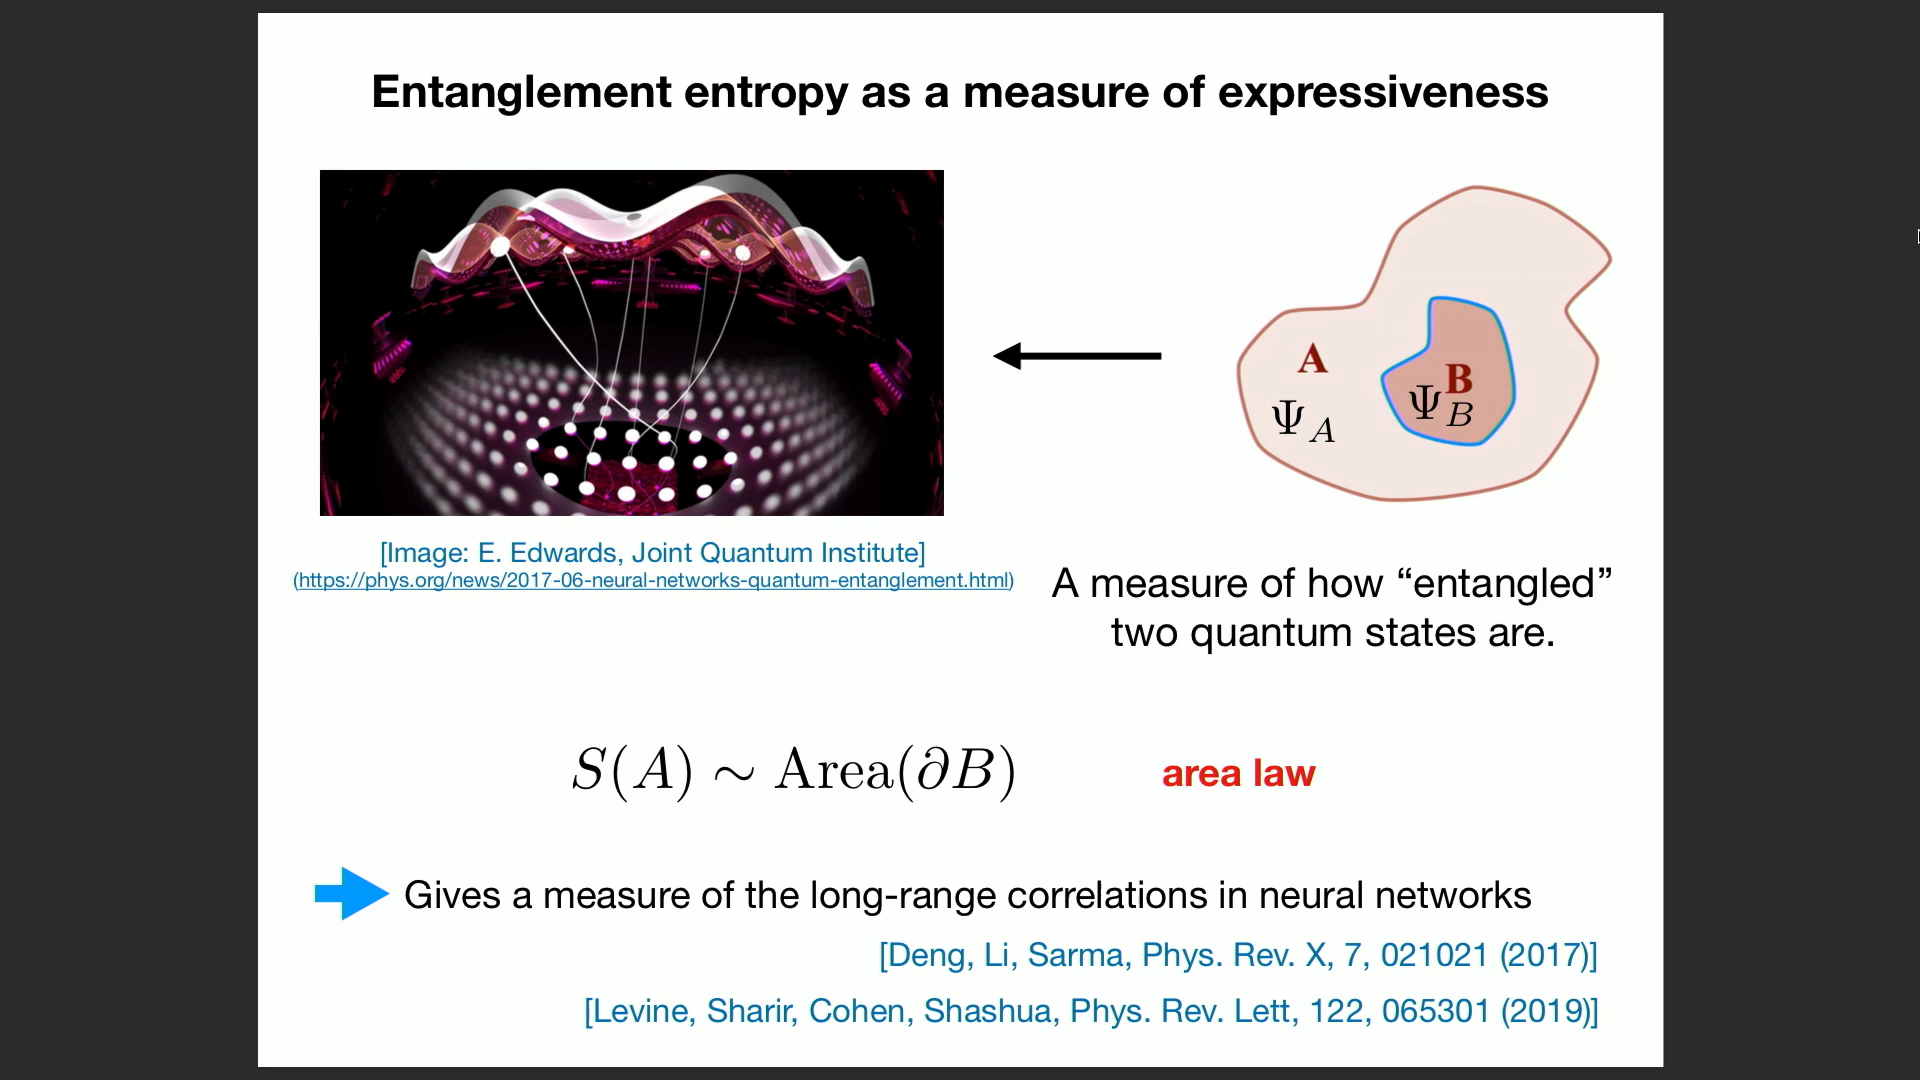 Entanglement entropy as a measure of expressiveness
A
Ψ_A
B
Ψ_B
[Image: E. Edwards, Joint Quantum Institute]
(https://phys.org/news/2017-06-neural-networks-quantum-entanglement.html)
A measure of how “entangled”
two quantum states are.
S(A) ∼ Area(∂B)
area law
Gives a measure of the long-range correlations in neural networks
[Deng, Li, Sarma, Phys. Rev. X, 7, 021021 (2017)]
[Levine, Sharir, Cohen, Shashua, Phys. Rev. Lett, 122, 065301 (2019)]